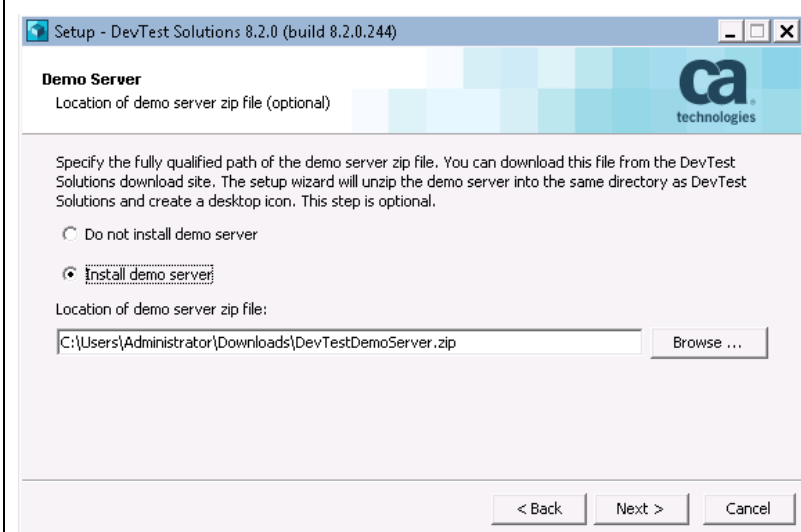 Setup - DevTest Solutions 8.2.0 (build 8.2.0.244)
Demo Server
Location of demo server zip file (optional)
ca
technologies
Specify the fully qualified path of the demo server zip file. You can download this file from the DevTest
Solutions download site. The setup wizard will unzip the demo server into the same directory as DevTest
Solutions and create a desktop icon. This step is optional.
Do not install demo server
Install demo server
Location of demo server zip file:
C:\Users\Administrator\Downloads\DevTestDemoServer.zip
Browse ...
< Back
Next >
Cancel